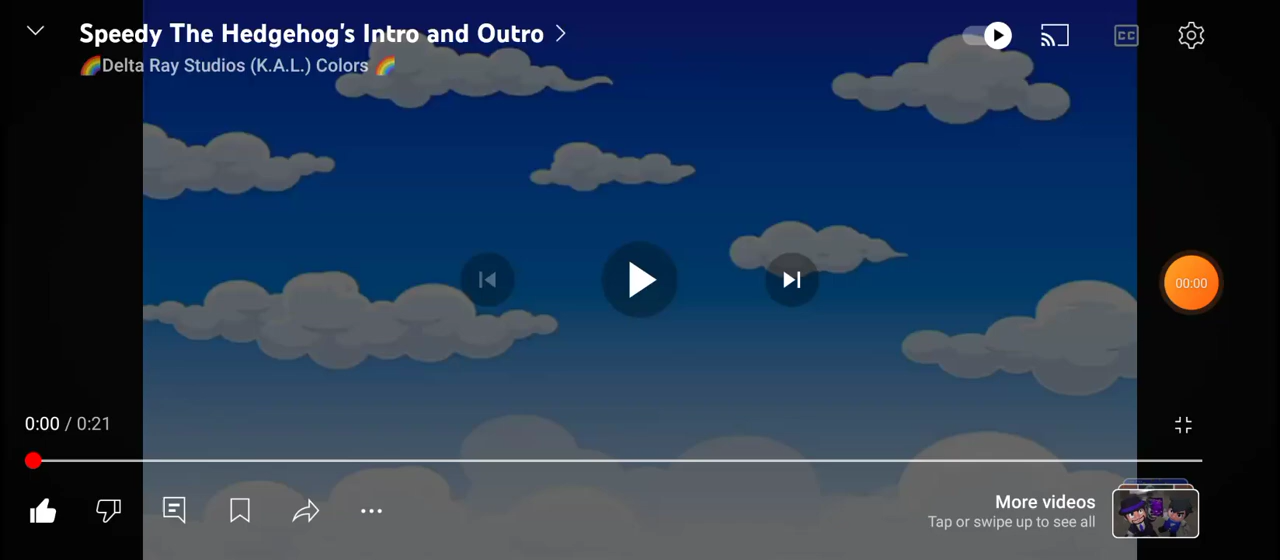 Speedy The Hedgehog's Intro and Outro
🌈Delta Ray Studios (K.A.L.) Colors 🌈
CC
00:00
0:00 / 0:21
More videos
Tap or swipe up to see all